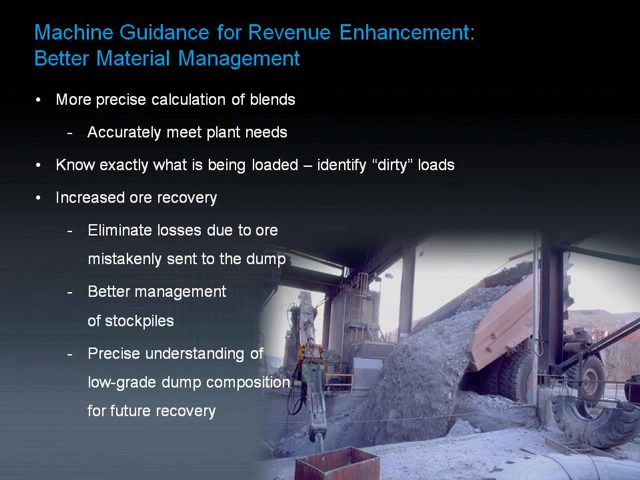 Machine Guidance for Revenue Enhancement:
Better Material Management
• More precise calculation of blends
- Accurately meet plant needs
• Know exactly what is being loaded – identify “dirty” loads
• Increased ore recovery
- Eliminate losses due to ore
mistakenly sent to the dump
- Better management
of stockpiles
- Precise understanding of
low-grade dump composition
for future recovery